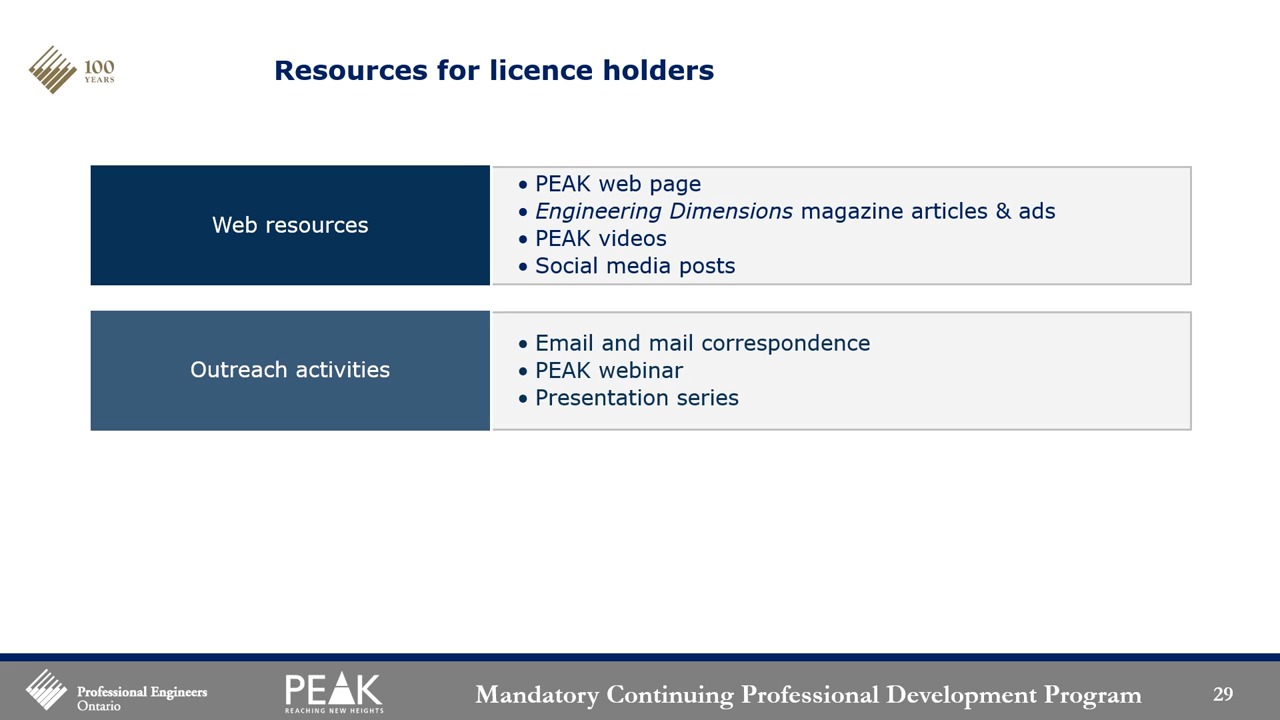 100
YEARS
Resources for licence holders
Web resources
• PEAK web page
• Engineering Dimensions magazine articles & ads
• PEAK videos
• Social media posts
Outreach activities
• Email and mail correspondence
• PEAK webinar
• Presentation series
Professional Engineers
Ontario
PEAK
REACHING NEW HEIGHTS
Mandatory Continuing Professional Development Program
29